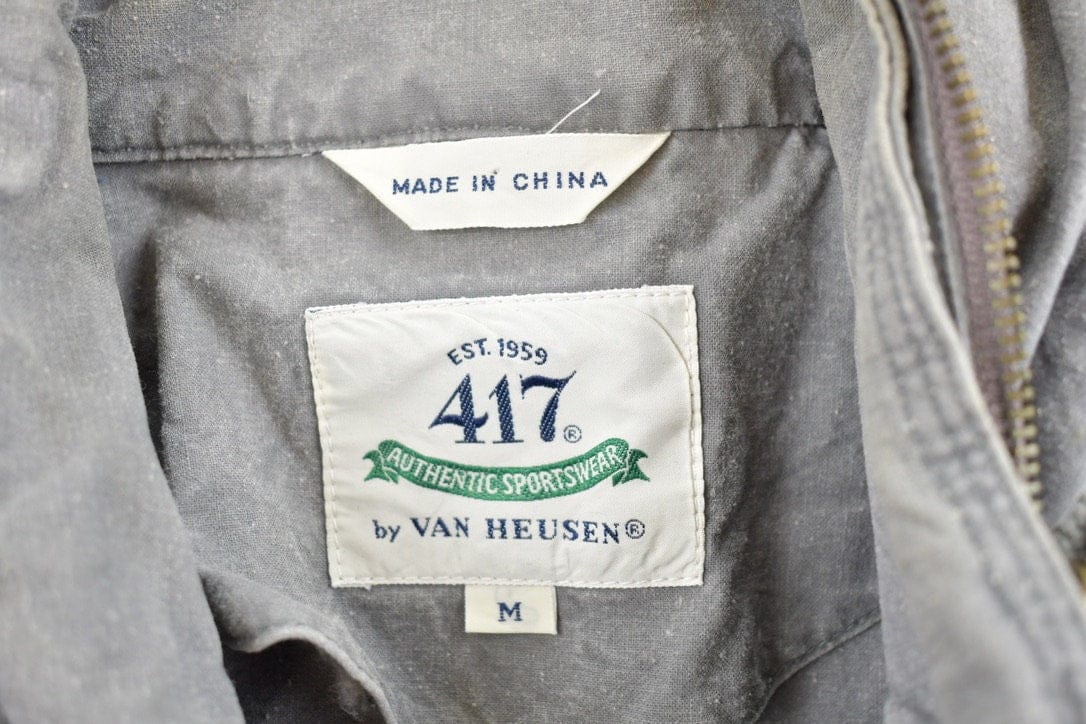 MADE IN CHINA
EST. 1959
417®
AUTHENTIC SPORTSWEAR
by VAN HEUSEN®
M